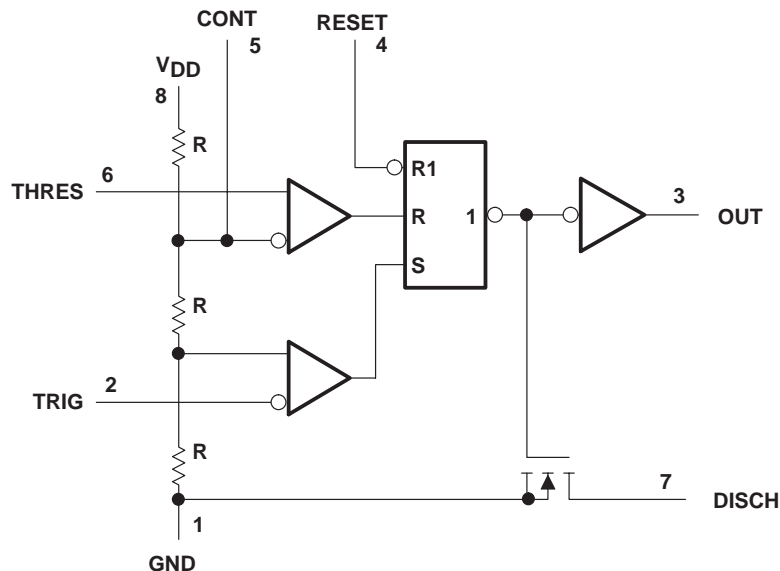 CONT
5
RESET
4
VDD
8
R
6
THRES
R1
R
1
3
OUT
S
R
2
TRIG
R
7
DISCH
1
GND